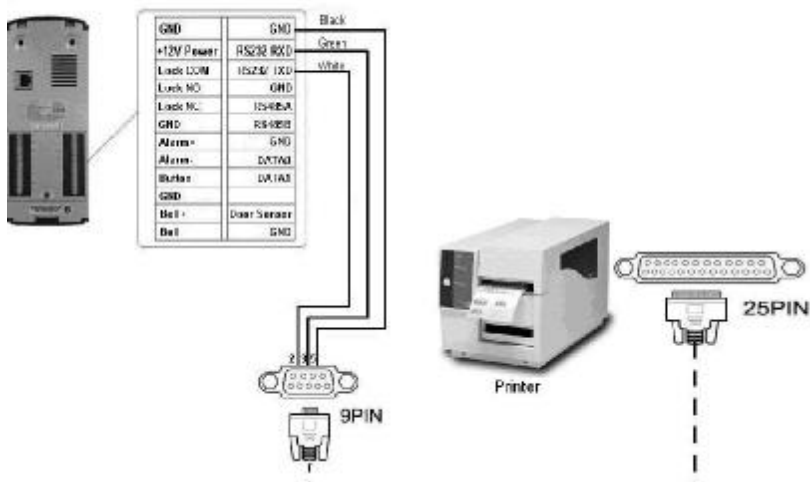 GND GND Black
+12V Power RS232 RXD Green
Lock COM RS232 TXD White
Lock NO GND
Lock NC RS485A
GND RS485B
Alarm+ GND
Alarm- DATA0
Button DATA1
GND
Bell+ Door Sensor
Bell GND
2 3 5
9PIN
25PIN
Printer